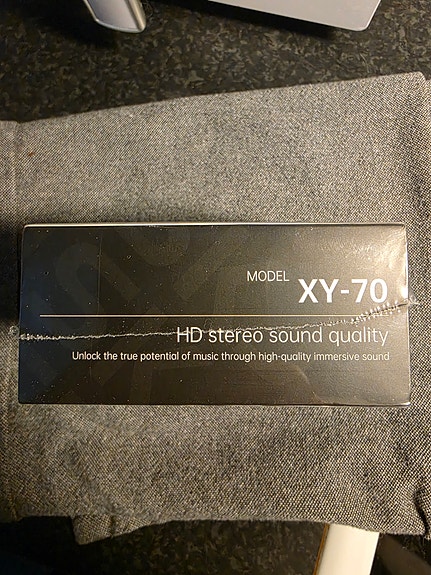 MODEL XY-70
HD stereo sound quality
Unlock the true potential of music through high-quality immersive sound